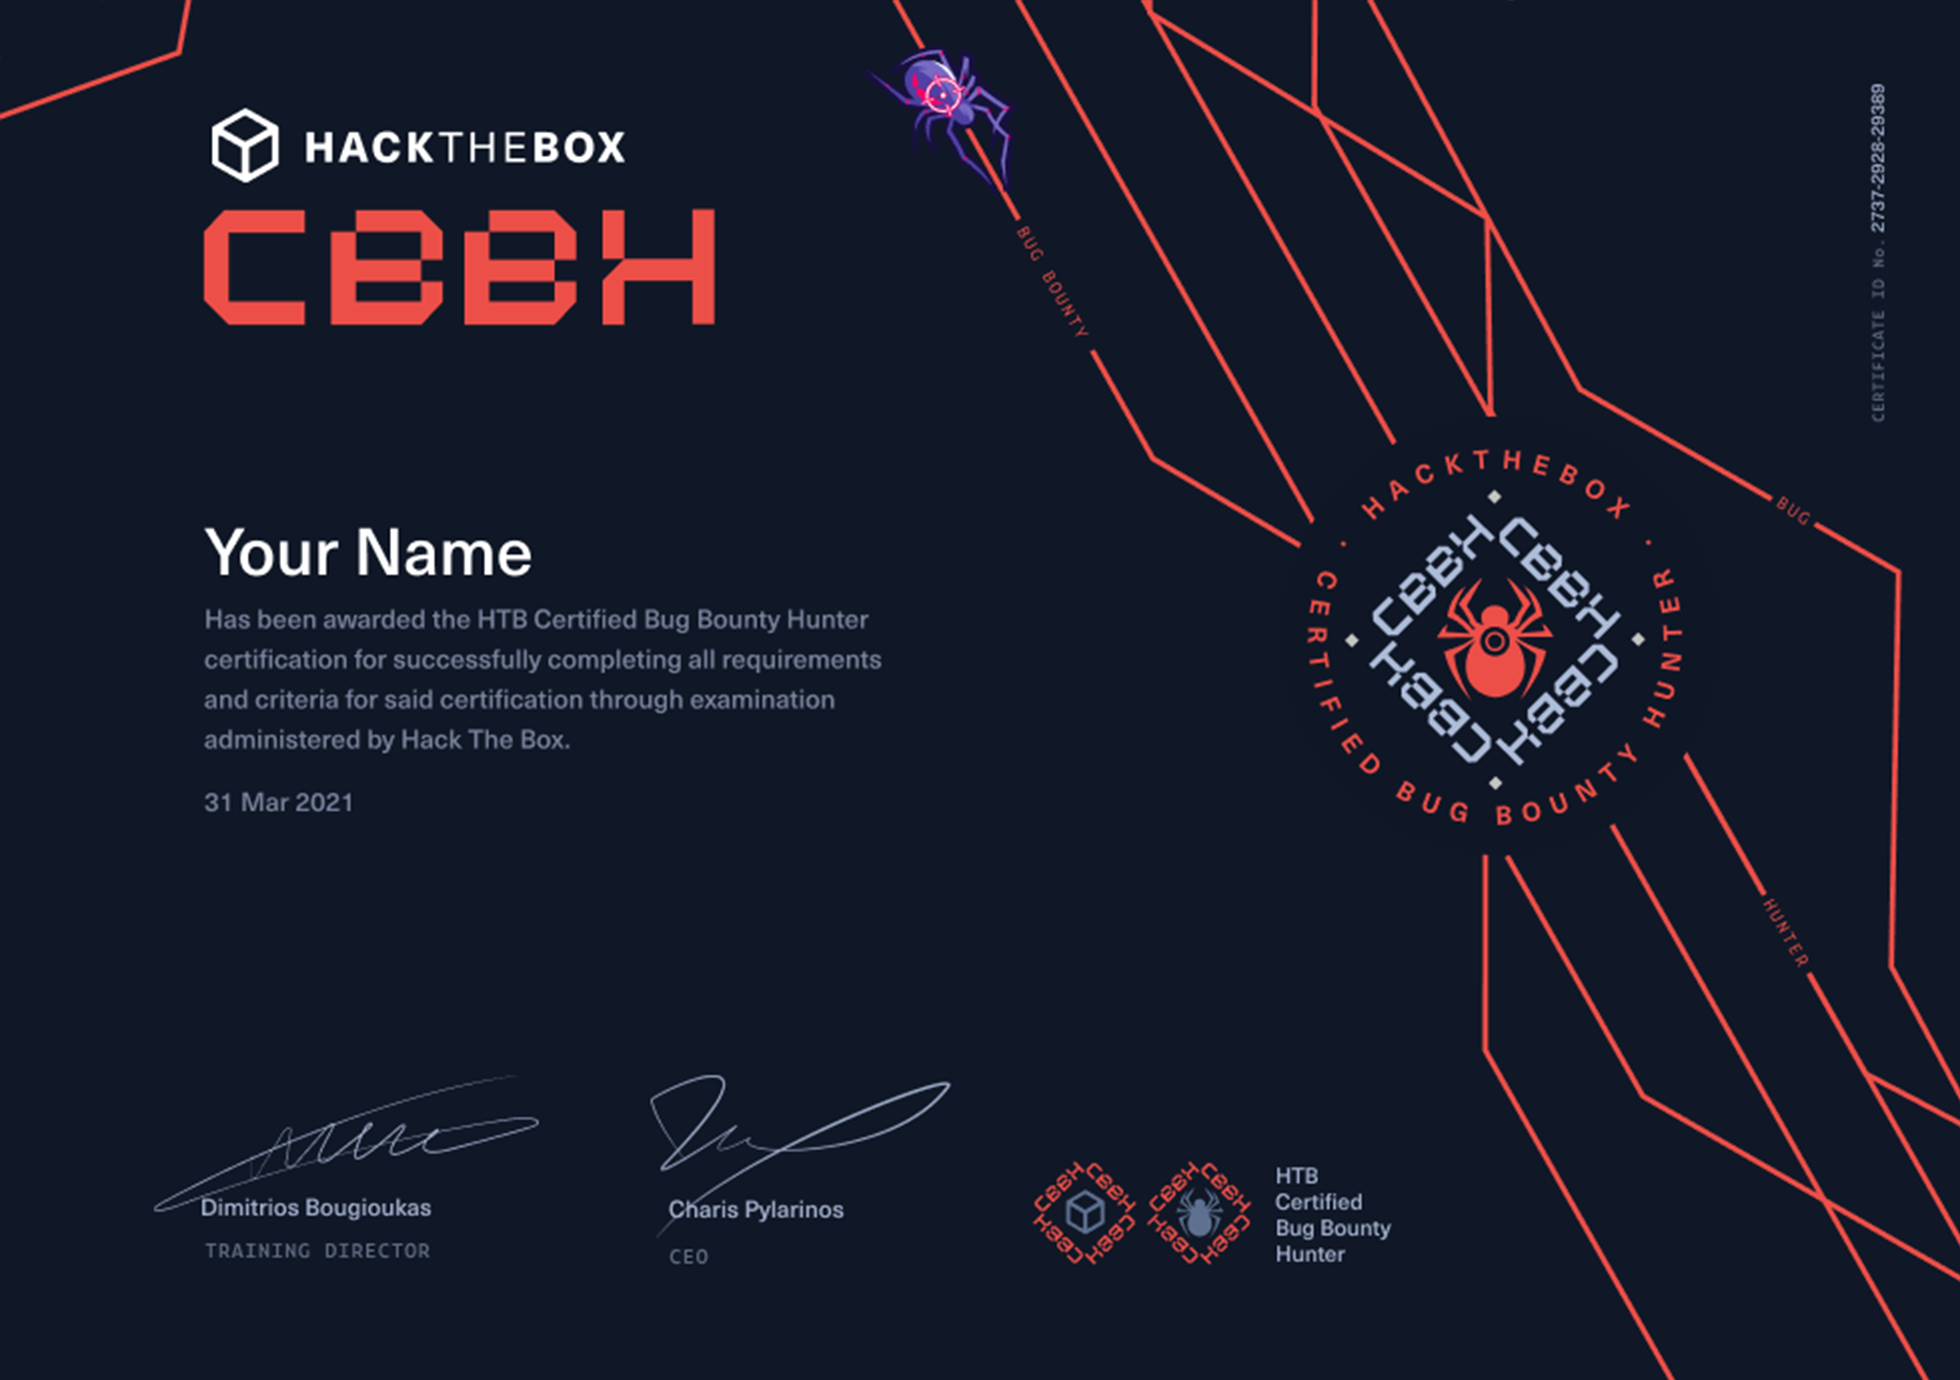 HACKTHEBOX
CBBH
CERTIFICATE ID No. 2737-2928-29389
BUG BOUNTY
BUG
Your Name
Has been awarded the HTB Certified Bug Bounty Hunter
certification for successfully completing all requirements
and criteria for said certification through examination
administered by Hack The Box.
31 Mar 2021
· HACKTHEBOX ·
CERTIFIED BUG BOUNTY HUNTER
CBBH
CBBH
CBBH
CBBH
HUNTER
Dimitrios Bougioukas
TRAINING DIRECTOR
Charis Pylarinos
CEO
CBBH
CBBH
CBBH
CBBH
CBBH
CBBH
CBBH
CBBH
HTB
Certified
Bug Bounty
Hunter